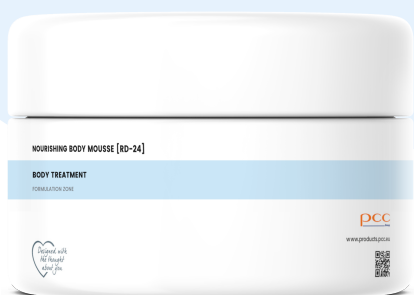 NOURISHING BODY MOUSSE [RD-24]
BODY TREATMENT
FORMULATION ZONE
pcc
www.products.pcc.eu
Designed with
the thought
about you